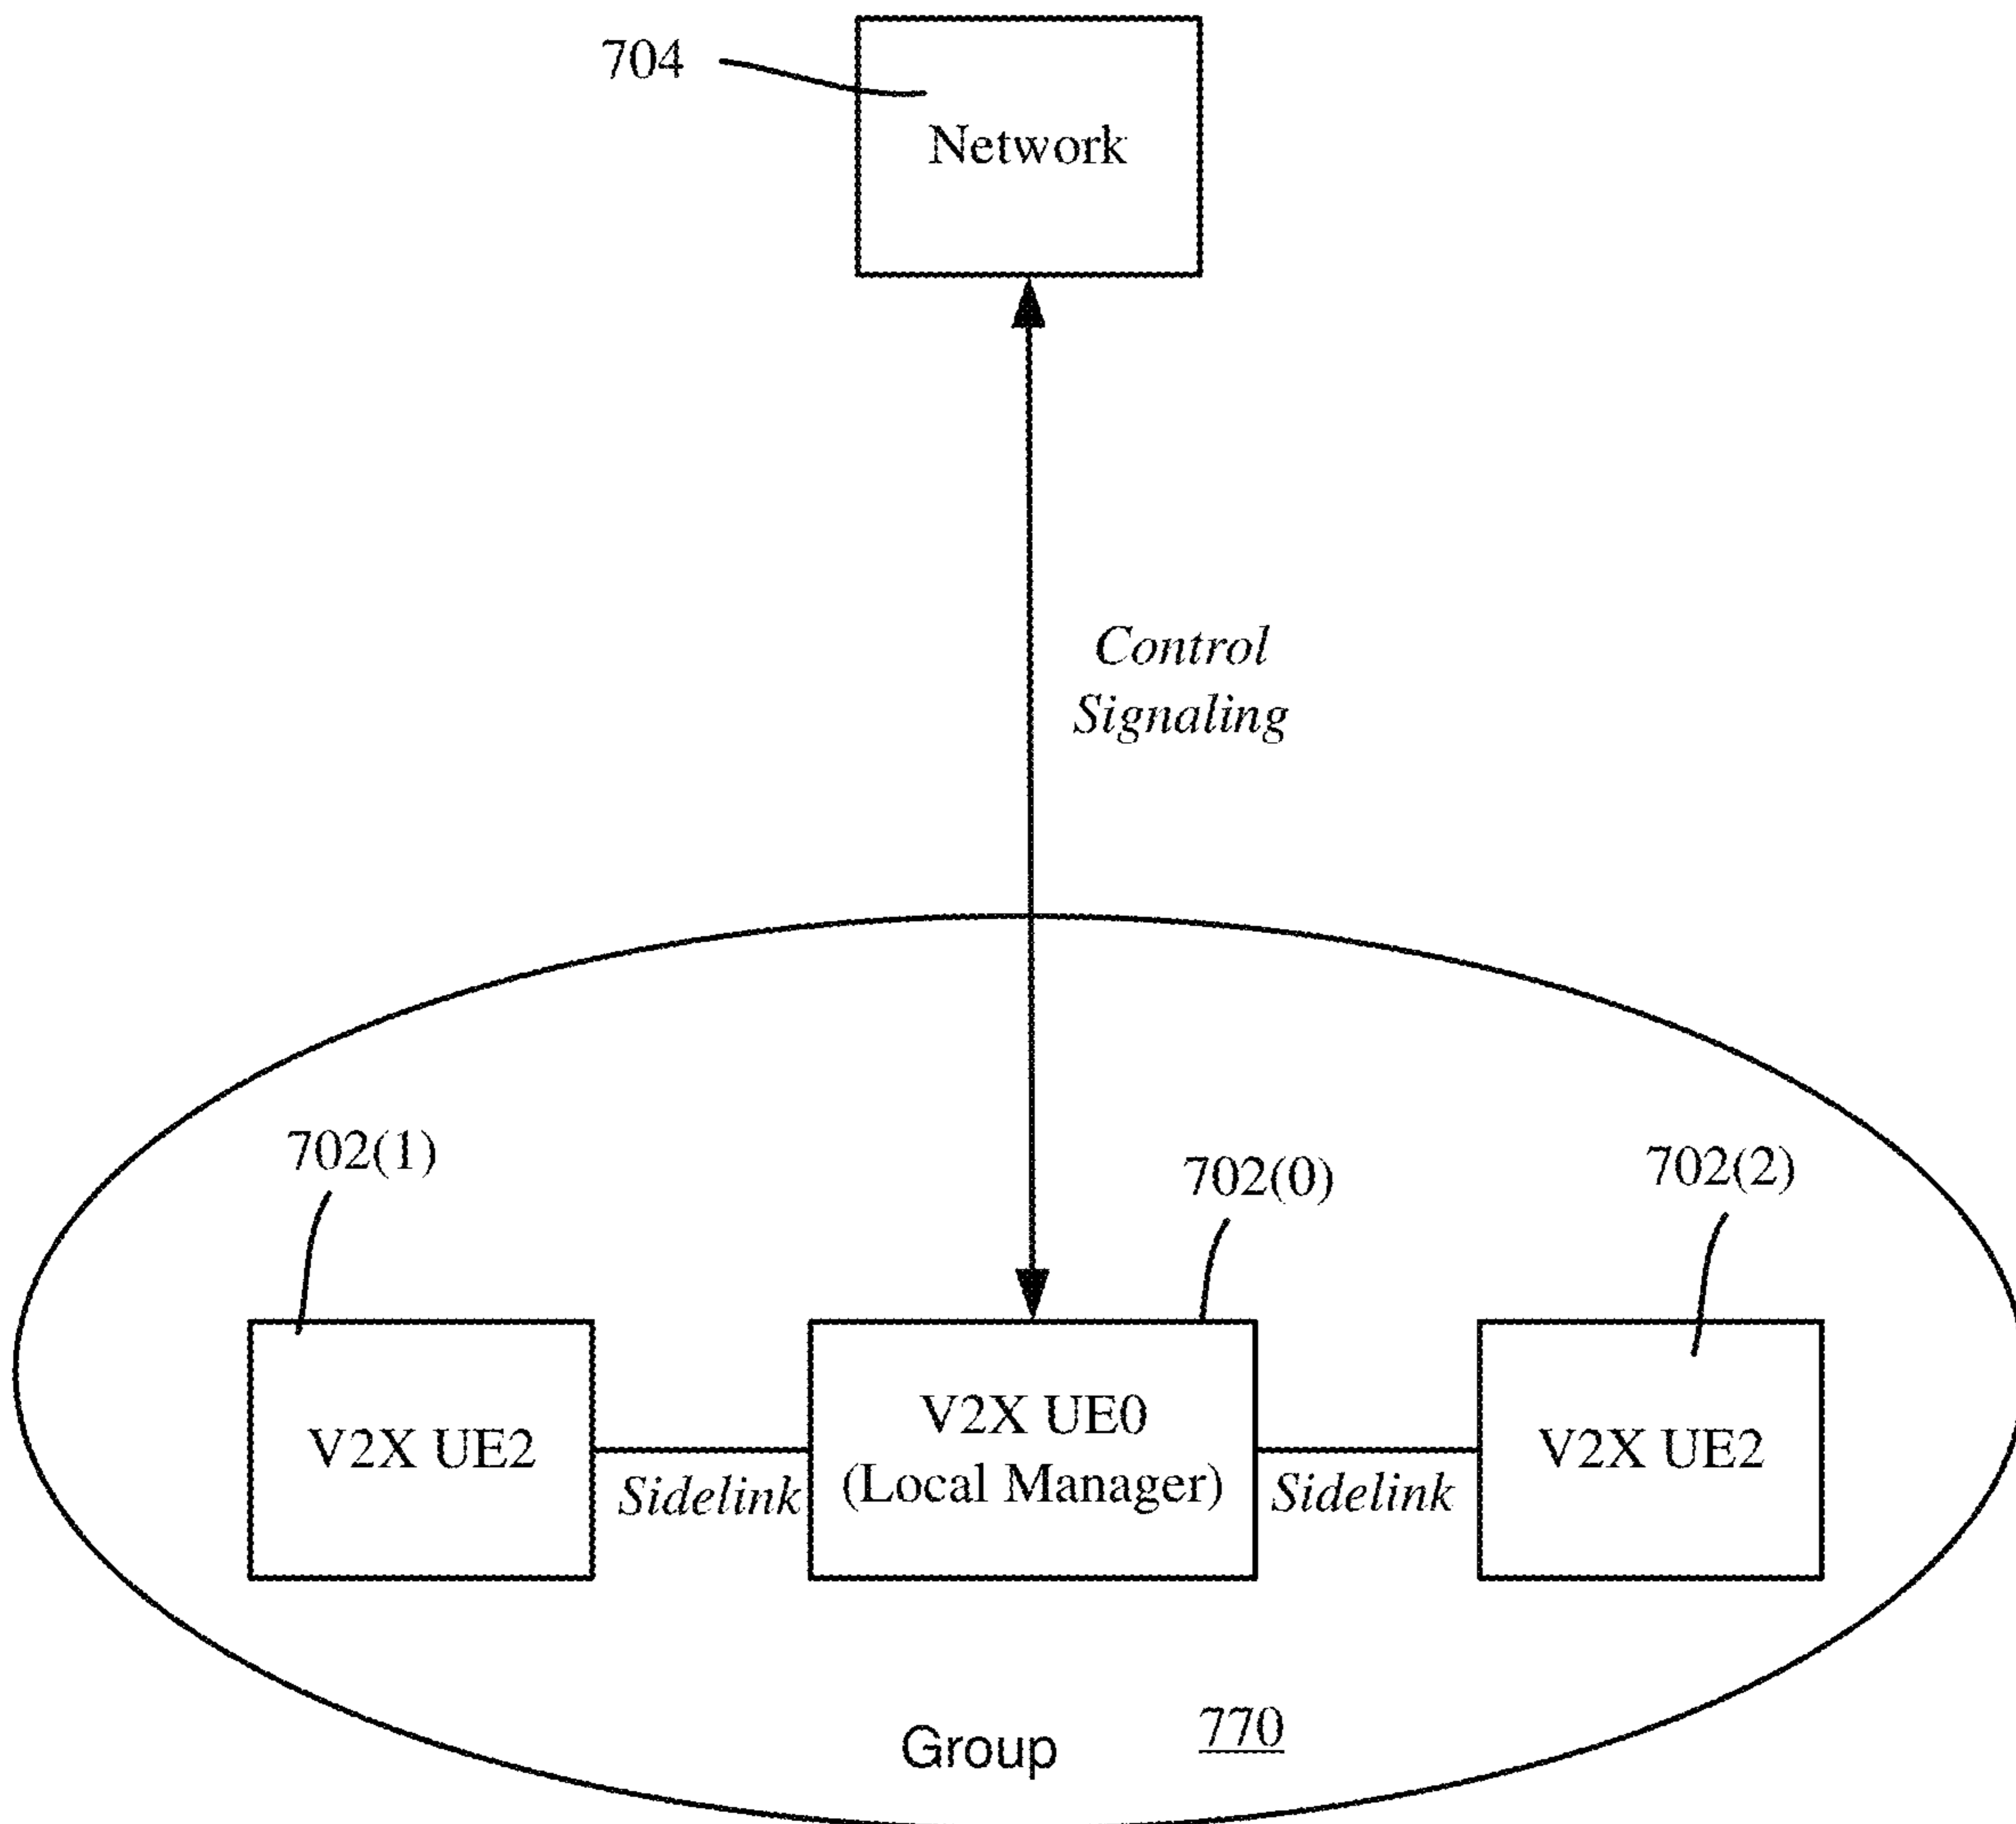 704
Network
Control
Signaling
702(1)
702(0)
702(2)
V2X UE2
Sidelink
V2X UE0
(Local Manager)
Sidelink
V2X UE2
Group
770